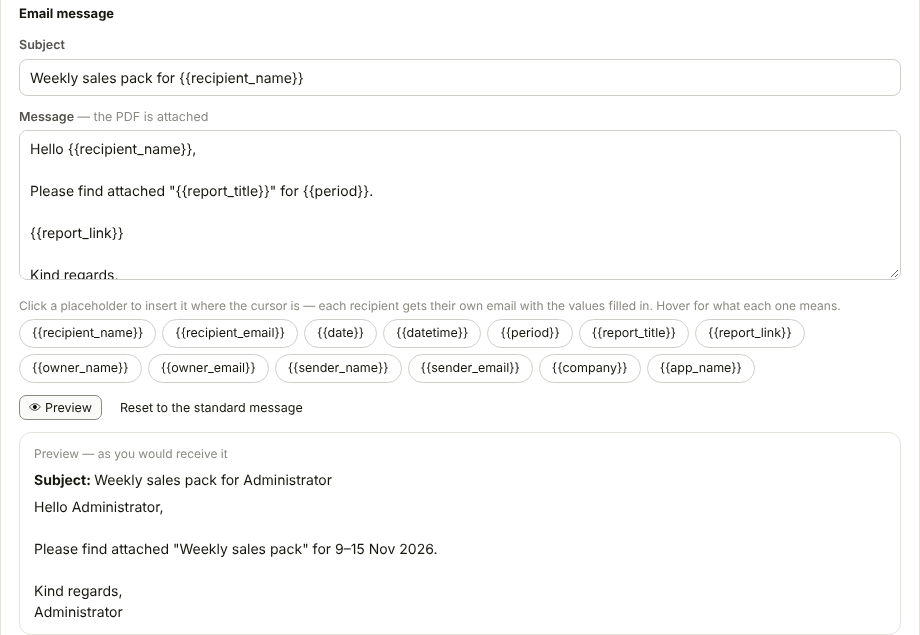 Email message
Subject
Weekly sales pack for {{recipient_name}}
Message — the PDF is attached
Hello {{recipient_name}},
Please find attached "{{report_title}}" for {{period}}.
{{report_link}}
Kind regards,
Click a placeholder to insert it where the cursor is — each recipient gets their own email with the values filled in. Hover for what each one means.
{{recipient_name}} {{recipient_email}} {{date}} {{datetime}} {{period}} {{report_title}} {{report_link}}
{{owner_name}} {{owner_email}} {{sender_name}} {{sender_email}} {{company}} {{app_name}}
Preview Reset to the standard message
Preview — as you would receive it
Subject: Weekly sales pack for Administrator
Hello Administrator,
Please find attached "Weekly sales pack" for 9–15 Nov 2026.
Kind regards,
Administrator